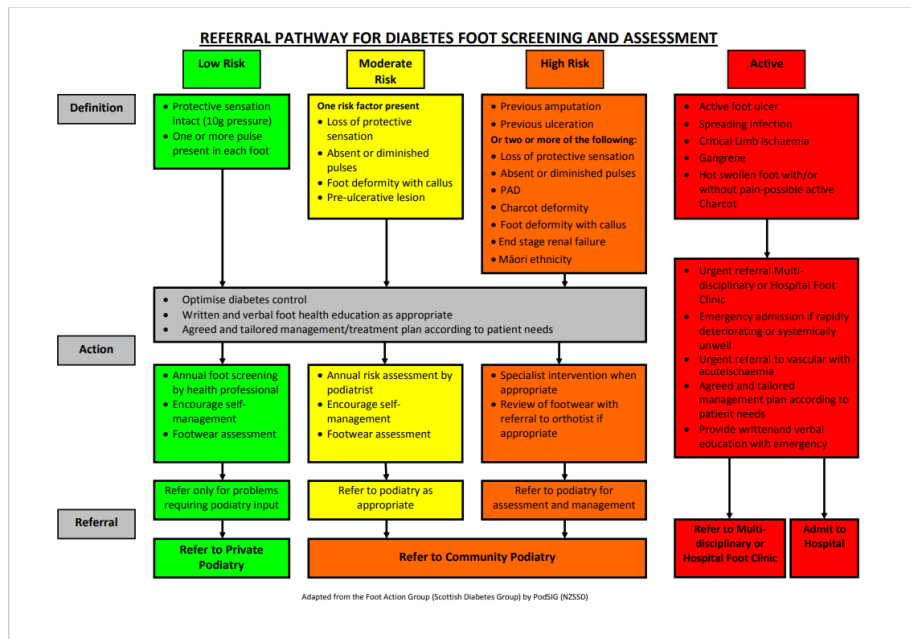 REFERRAL PATHWAY FOR DIABETES FOOT SCREENING AND ASSESSMENT
Low Risk
Moderate
Risk
High Risk
Active
Definition
• Protective sensation
intact (10g pressure)
• One or more pulse
present in each foot
One risk factor present
• Loss of protective
sensation
• Absent or diminished
pulses
• Foot deformity with callus
• Pre-ulcerative lesion
• Previous amputation
• Previous ulceration
Or two or more of the following:
• Loss of protective sensation
• Absent or diminished pulses
• PAD
• Charcot deformity
• Foot deformity with callus
• End stage renal failure
• Māori ethnicity
• Active foot ulcer
• Spreading infection
• Critical Limb Ischaemia
• Gangrene
• Hot swollen foot with/or
without pain-possible active
Charcot
Action
• Optimise diabetes control
• Written and verbal foot health education as appropriate
• Agreed and tailored management/treatment plan according to patient needs
• Annual foot screening
by health professional
• Encourage self-
management
• Footwear assessment
• Annual risk assessment by
podiatrist
• Encourage self-
management
• Footwear assessment
• Specialist intervention when
appropriate
• Review of footwear with
referral to orthotist if
appropriate
• Urgent referral Multi-
disciplinary or Hospital Foot
Clinic
• Emergency admission if rapidly
deteriorating or systemically
unwell
• Urgent referral to vascular with
acuteischaemia
• Agreed and tailored
management plan according to
patient needs
• Provide writtenand verbal
education with emergency
Referral
Refer only for problems
requiring podiatry input
Refer to podiatry as
appropriate
Refer to podiatry for
assessment and management
Refer to Private
Podiatry
Refer to Community Podiatry
Refer to Multi-
disciplinary or
Hospital Foot Clinic
Admit to
Hospital
Adapted from the Foot Action Group (Scottish Diabetes Group) by PodSIG (NZSSD)